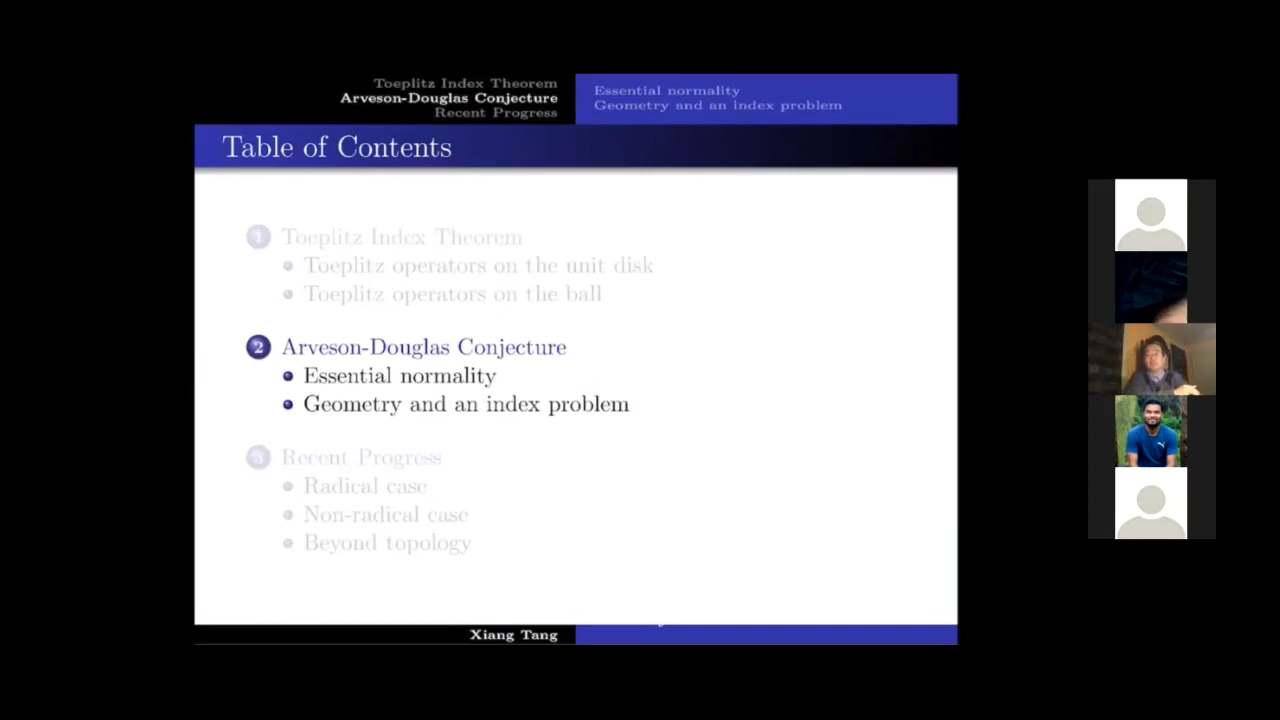 Toeplitz Index Theorem
Arveson-Douglas Conjecture
Recent Progress
Essential normality
Geometry and an index problem
Table of Contents
1 Toeplitz Index Theorem
Toeplitz operators on the unit disk
Toeplitz operators on the ball
2 Arveson-Douglas Conjecture
Essential normality
Geometry and an index problem
3 Recent Progress
Radical case
Non-radical case
Beyond topology
Xiang Tang